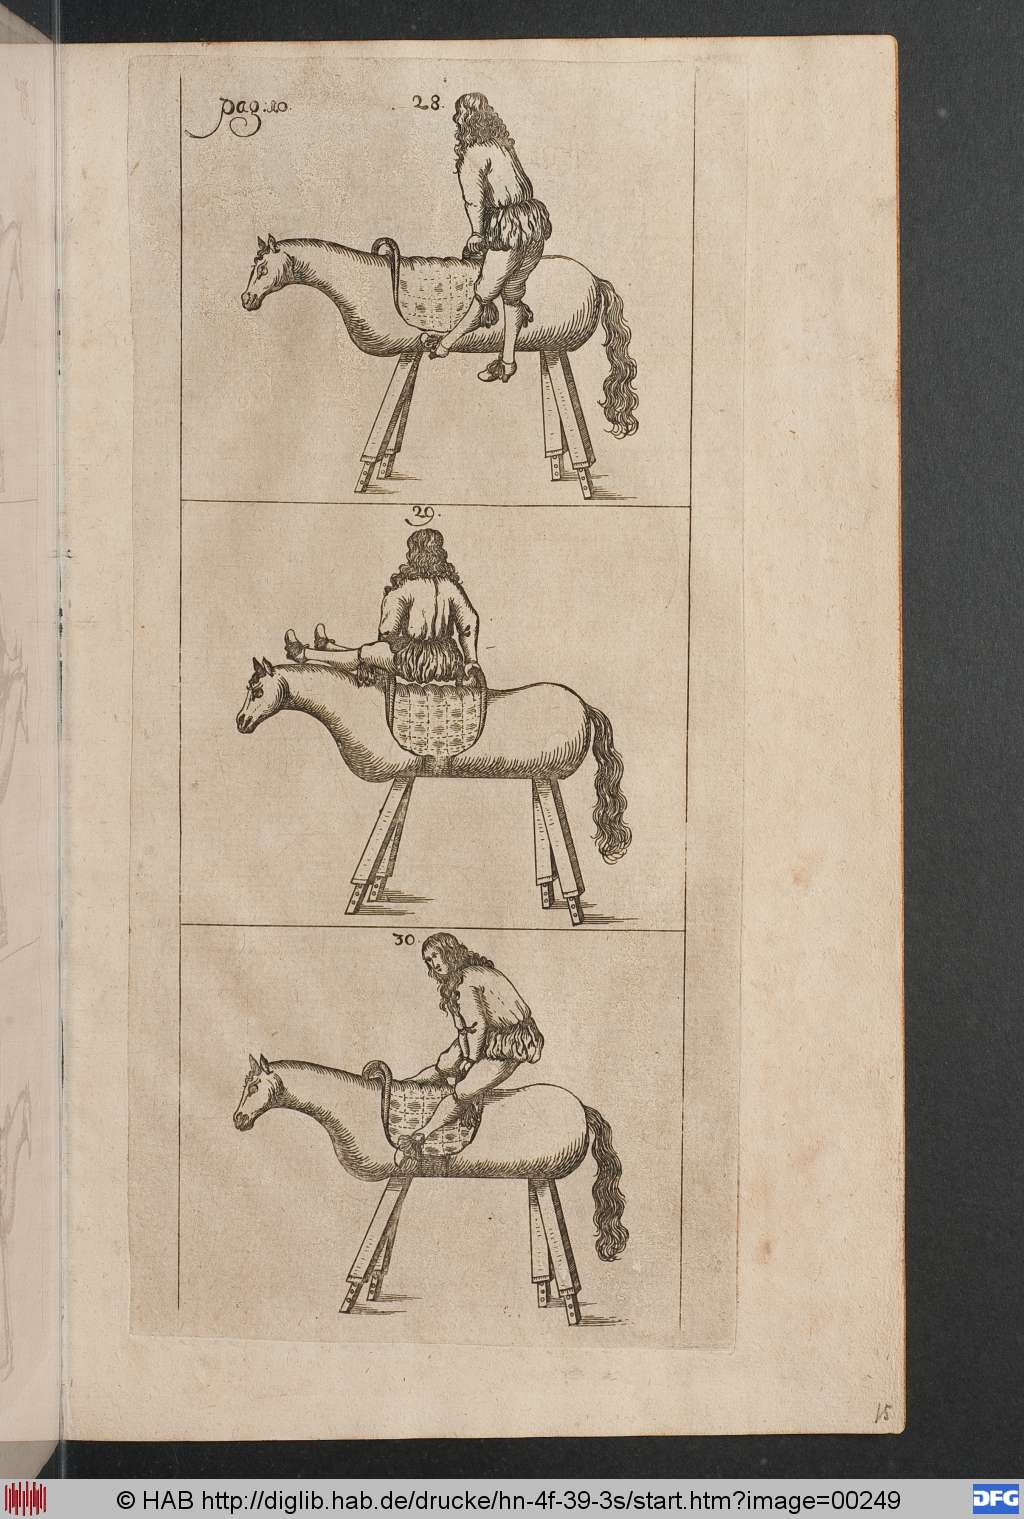 pag: 20.
28.
29.
30.
15
© HAB http://diglib.hab.de/drucke/hn-4f-39-3s/start.htm?image=00249
DFG